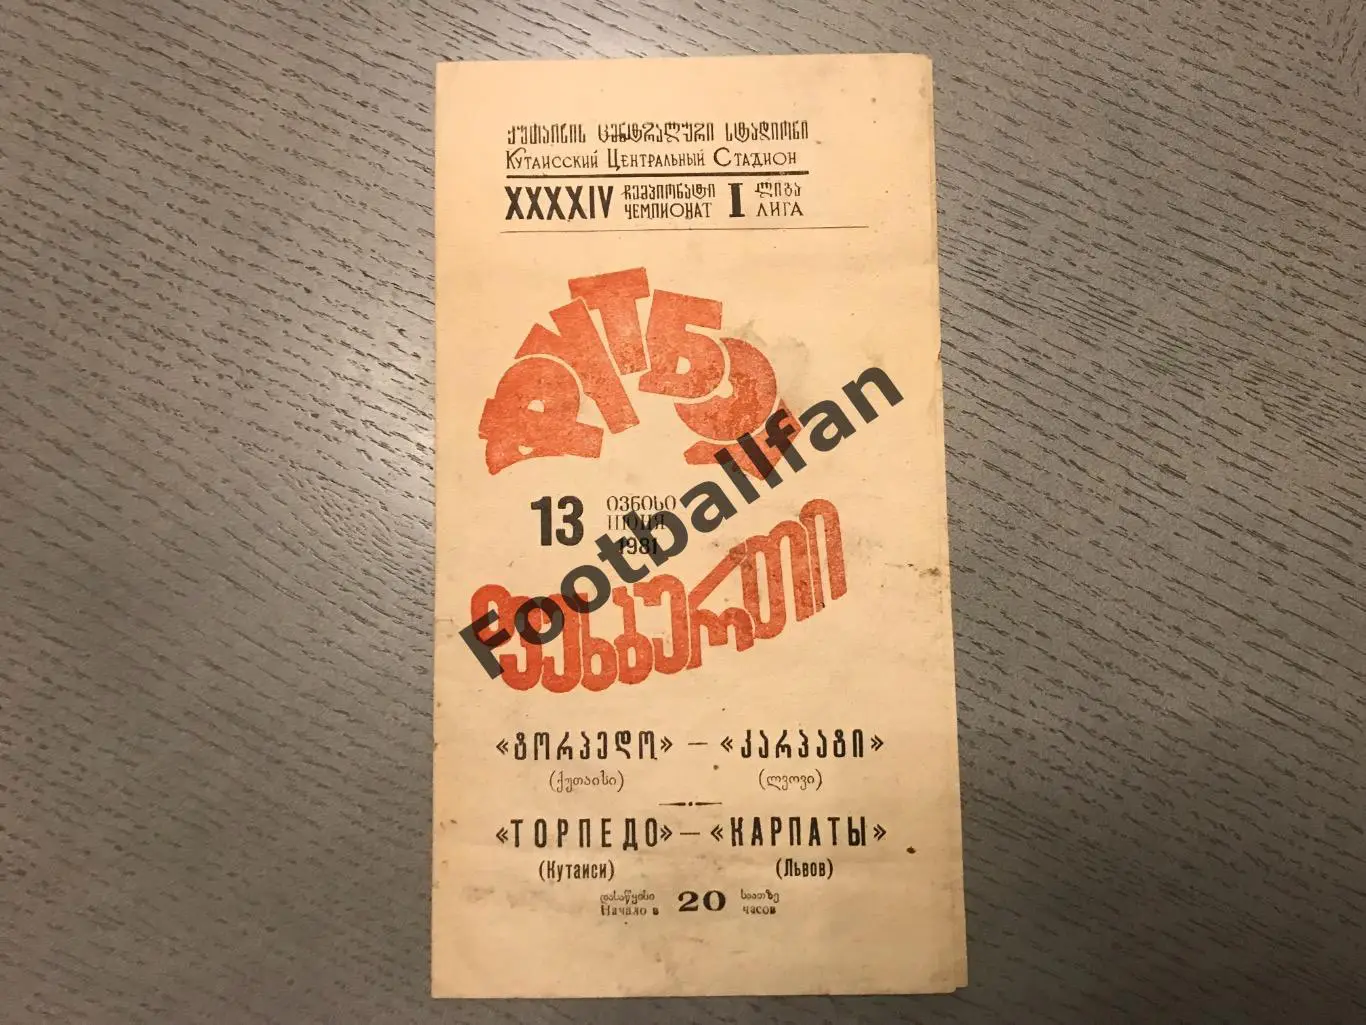 ქუთაისის ცენტრალური სტადიონი
Кутаисский Центральный Стадион
XXXXIV ჩემპიონატი I ლიგა
ЧЕМПИОНАТ ЛИГА
ФУТБОЛ
13 ივნისი
ИЮНЯ
1981
ფეხბურთი
«ტორპედო» — «კარპატი»
(ქუთაისი) (ლვოვი)
«ТОРПЕДО» — «КАРПАТЫ»
(Кутаиси) (Львов)
დასაწყისი 20 საათზე
Начало в часов
Footballfan